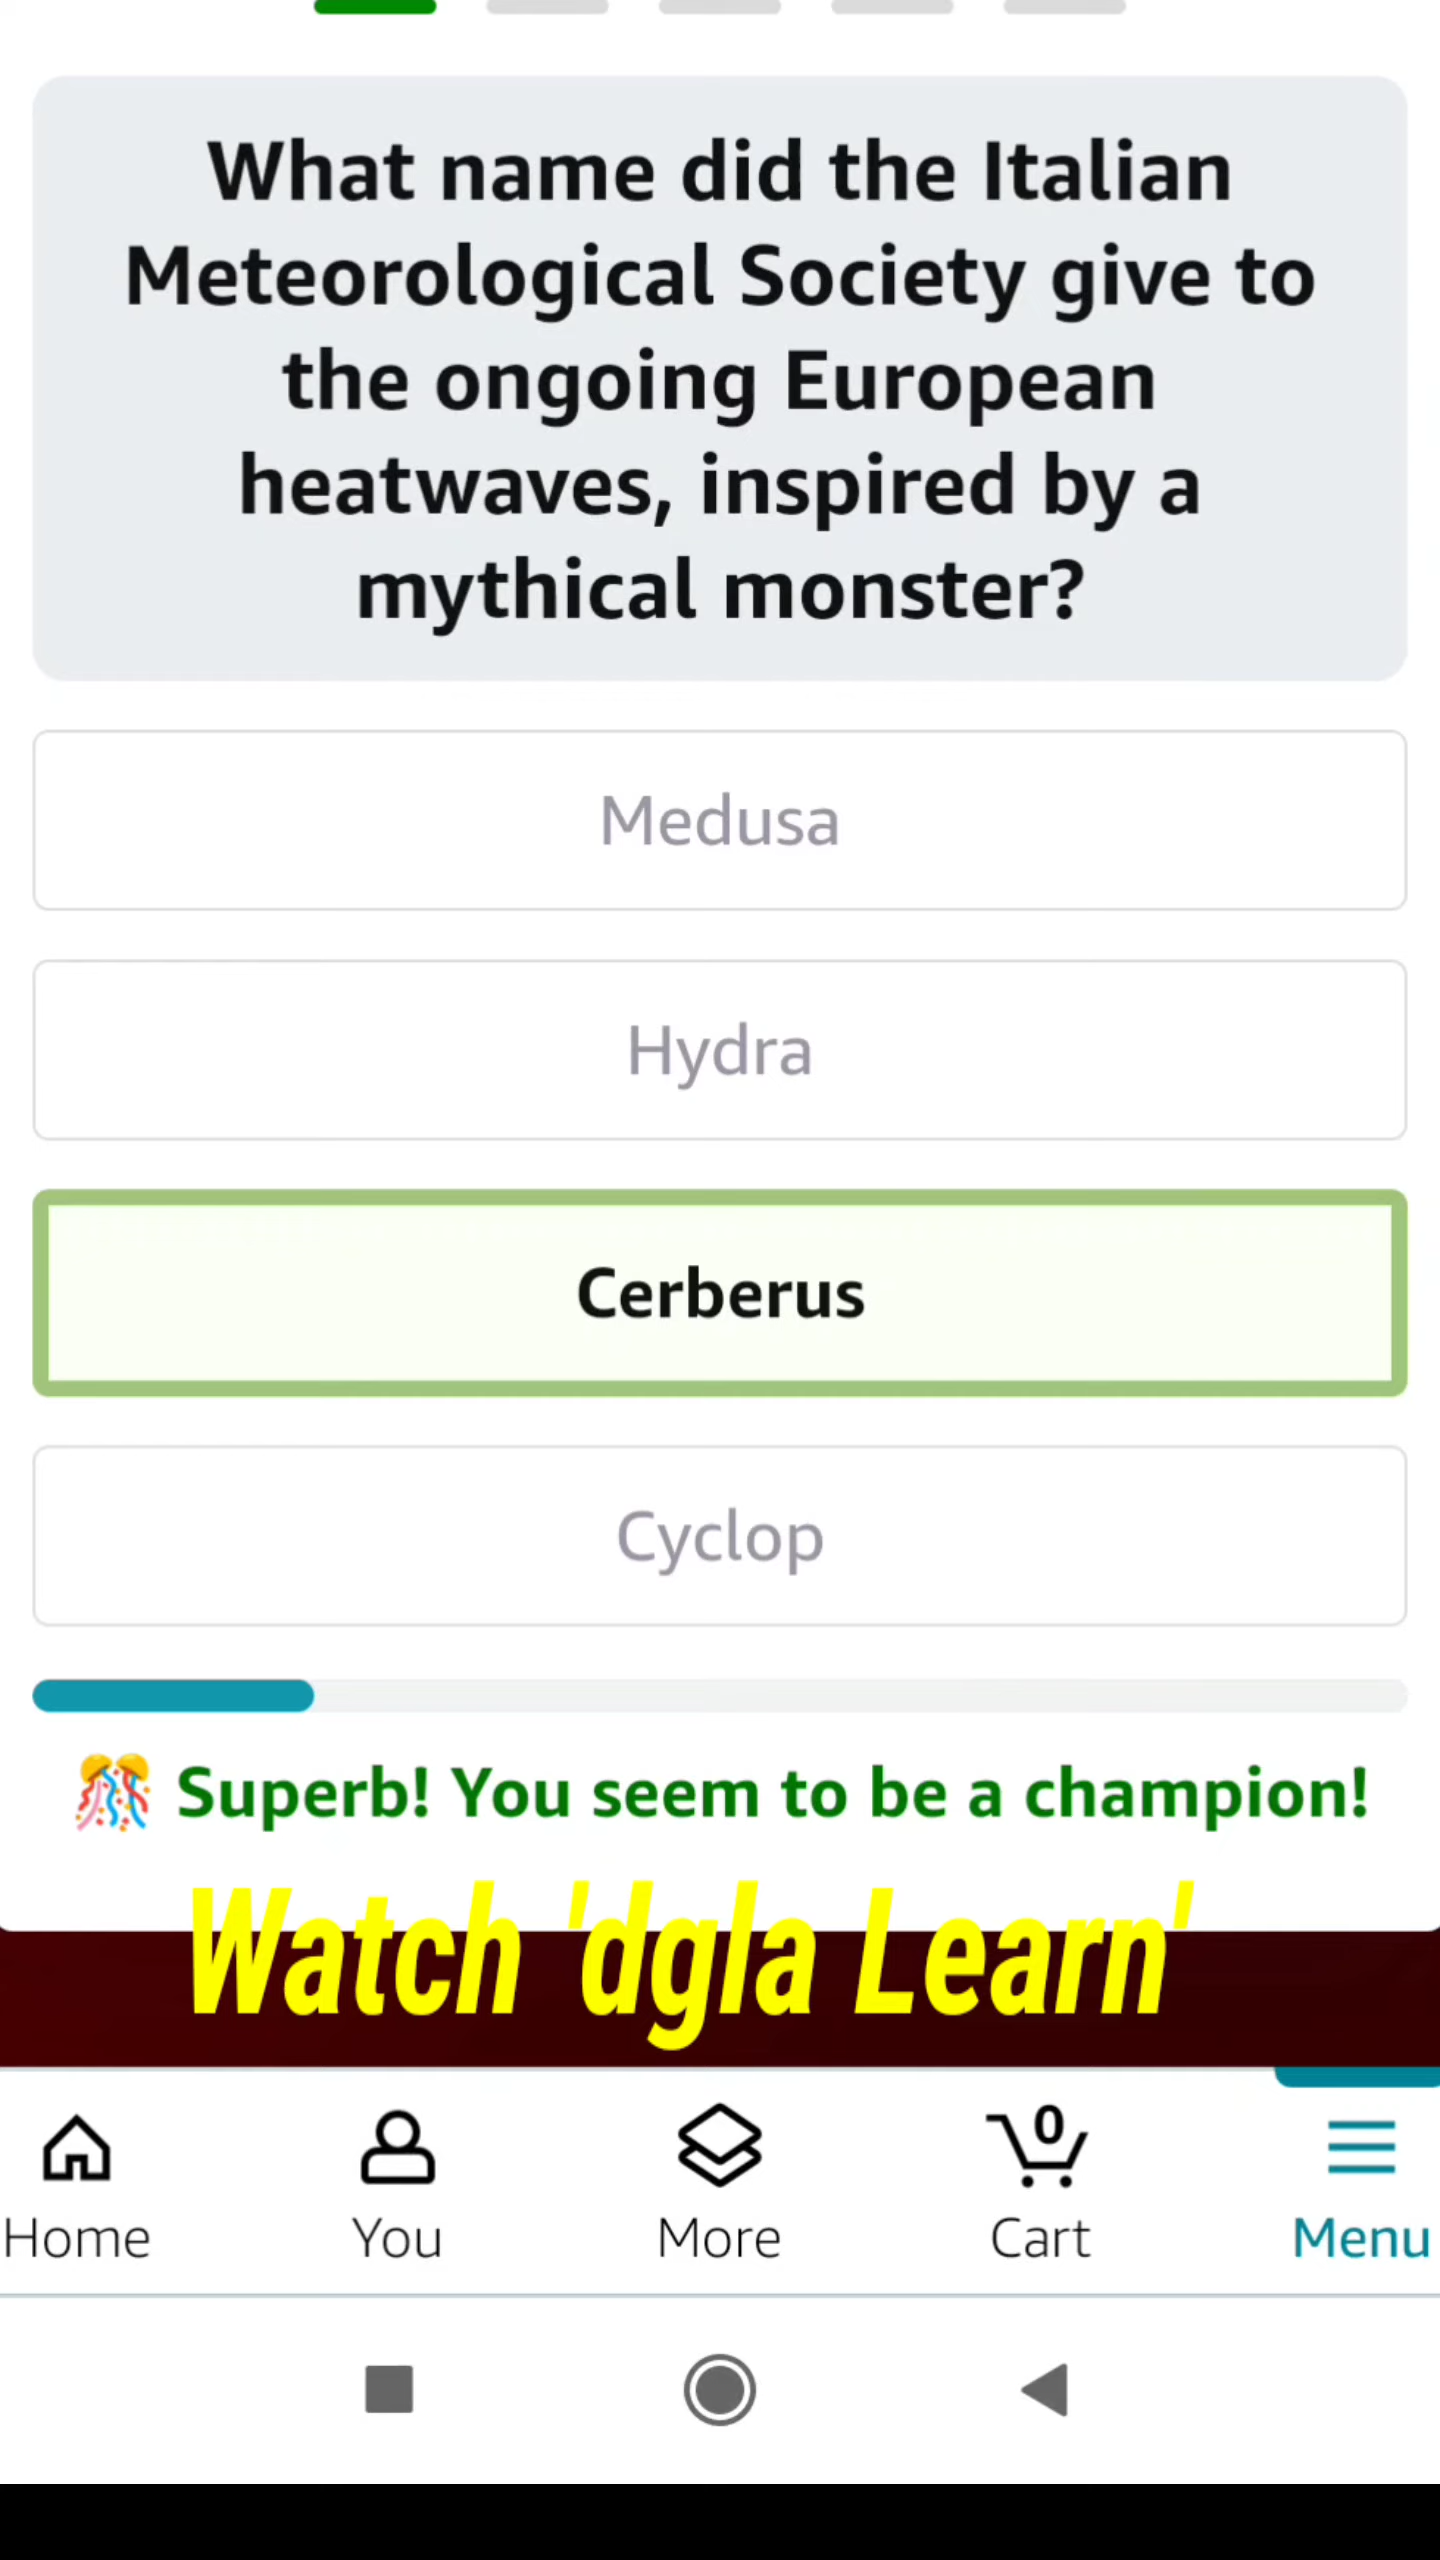 What name did the Italian
Meteorological Society give to
the ongoing European
heatwaves, inspired by a
mythical monster?
Medusa
Hydra
Cerberus
Cyclop
🎊 Superb! You seem to be a champion!
Watch 'dgla Learn'
0
Home You More Cart Menu